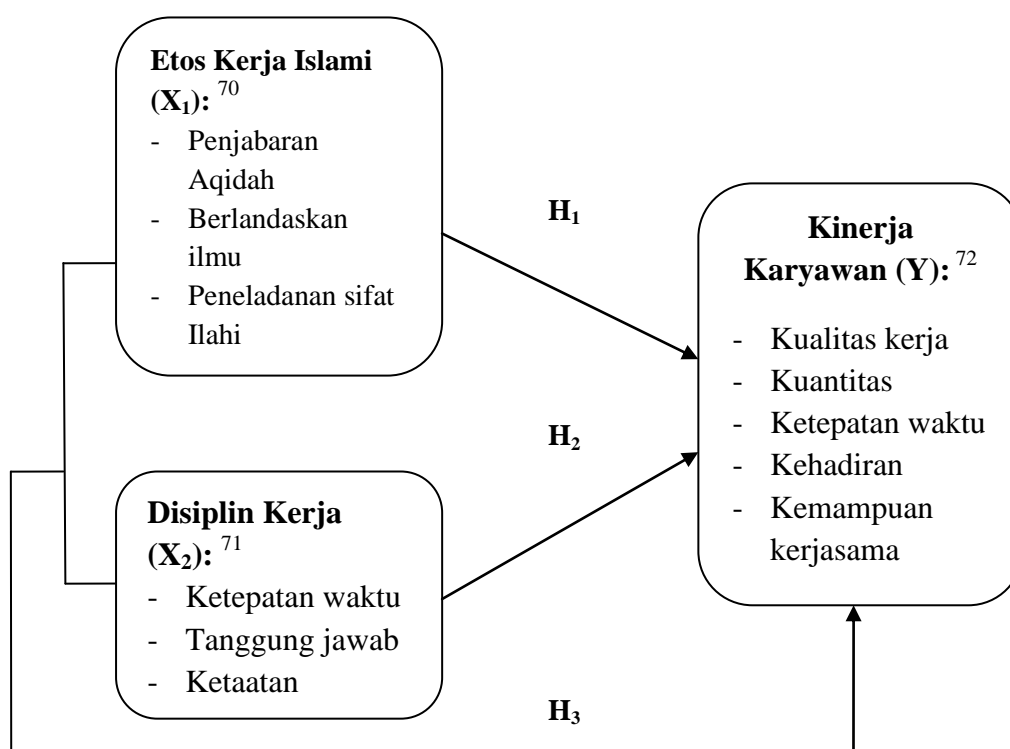 Etos Kerja Islami
(X₁): ⁷⁰
- Penjabaran
Aqidah
- Berlandaskan
ilmu
- Peneladanan sifat
Ilahi
H₁
Kinerja
Karyawan (Y): ⁷²
- Kualitas kerja
- Kuantitas
- Ketepatan waktu
- Kehadiran
- Kemampuan
kerjasama
H₂
Disiplin Kerja
(X₂): ⁷¹
- Ketepatan waktu
- Tanggung jawab
- Ketaatan
H₃